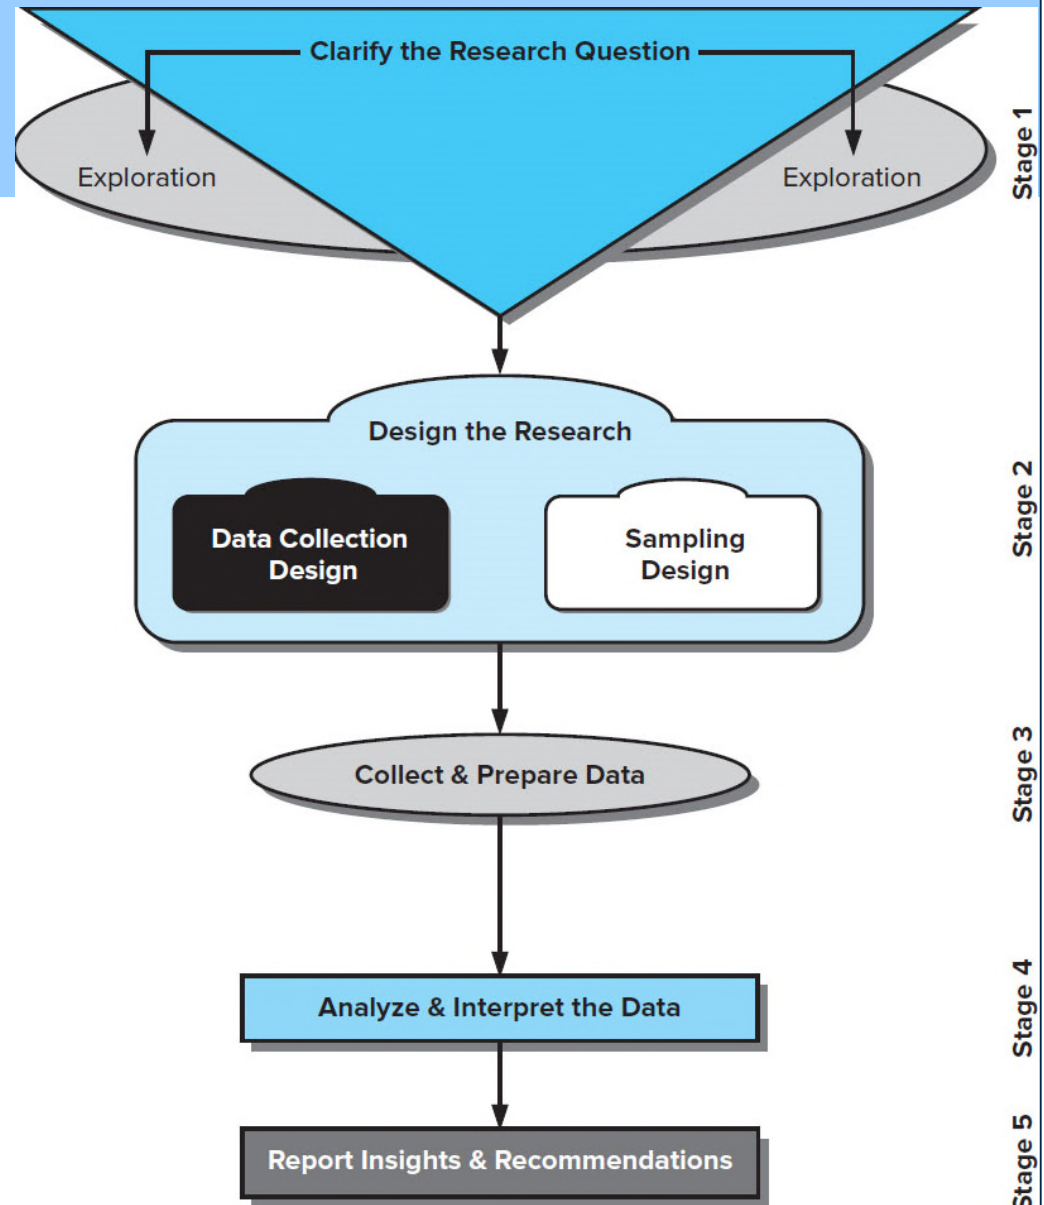 Clarify the Research Question
Exploration
Exploration
Stage 1
Design the Research
Data Collection
Design
Sampling
Design
Stage 2
Collect & Prepare Data
Stage 3
Analyze & Interpret the Data
Stage 4
Report Insights & Recommendations
Stage 5